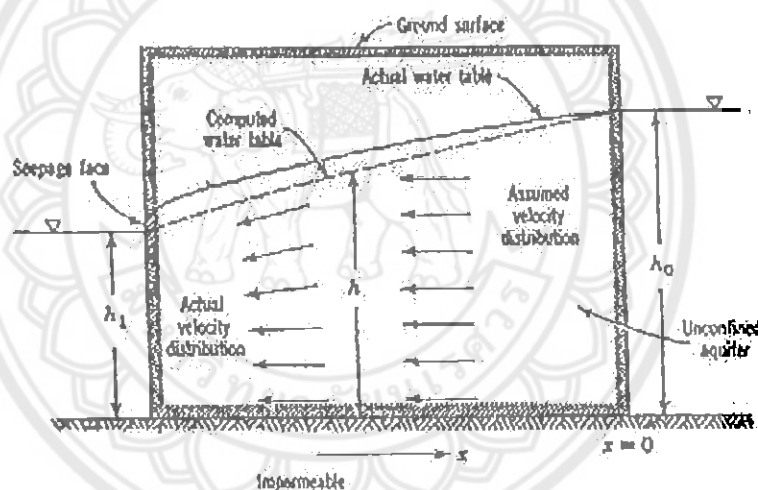 Ground surface
Actual water table
Computed
water table
Seepage face
Assumed
velocity
distribution
h₀
h
h₁
Actual
velocity
distribution
Unconfined
aquifer
x
x = 0
Impermeable